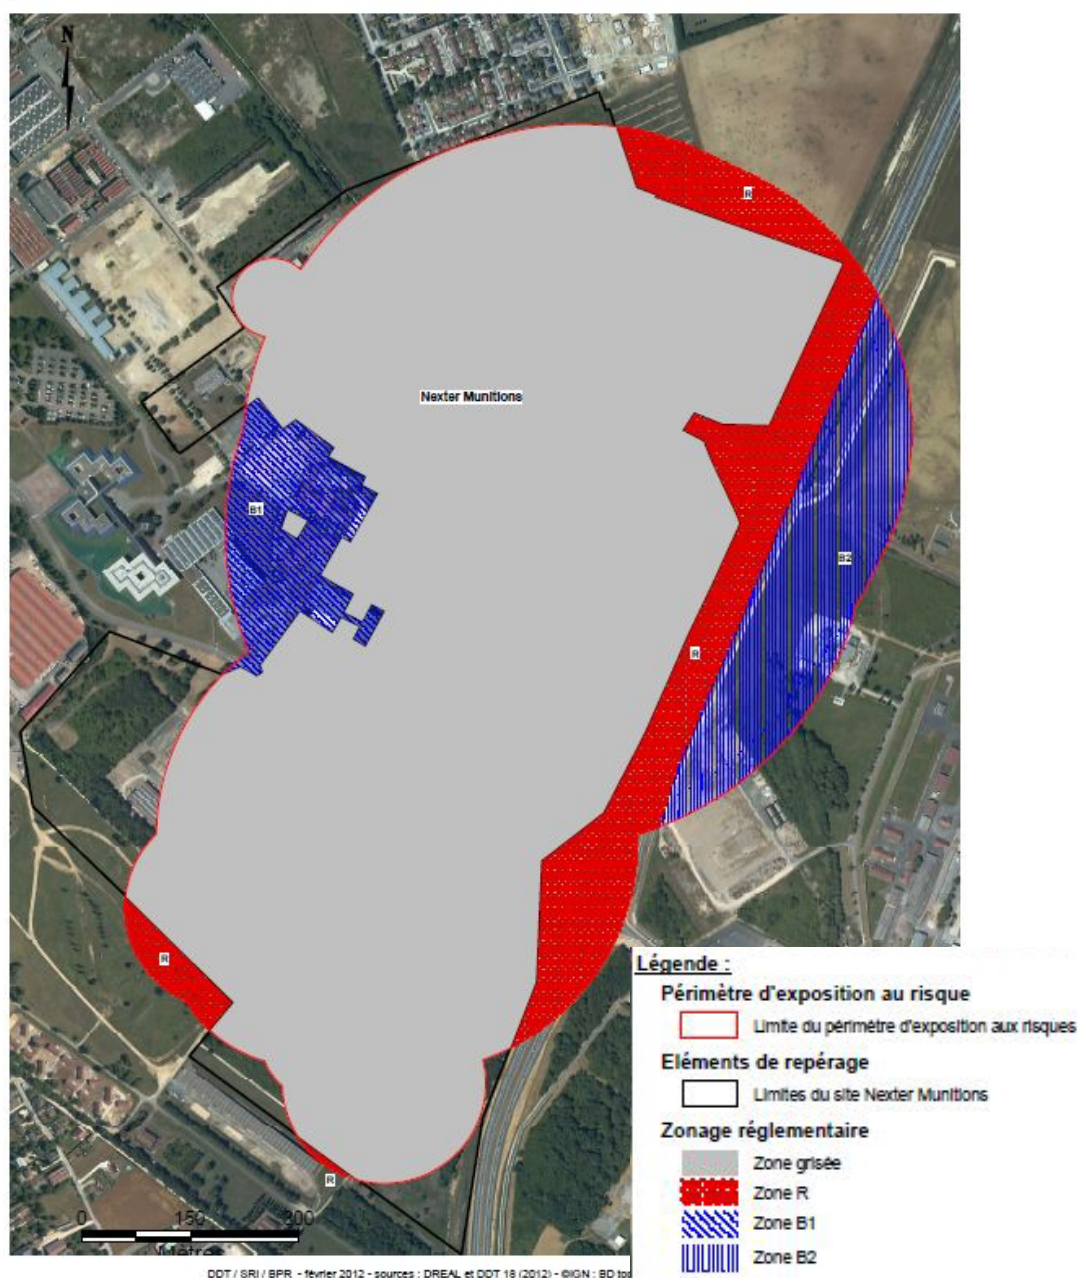 N
R
Nexter Munitions
B1
B2
R
R
R
0 150 300
Mètres
DDT / SRI / BPR - février 2012 - sources : DREAL et DDT 18 (2012) - ©IGN : BD
Légende :
Périmètre d'exposition au risque
Limite du périmètre d'exposition aux risques
Eléments de repérage
Limites du site Nexter Munitions
Zonage réglementaire
Zone grisée
Zone R
Zone B1
Zone B2